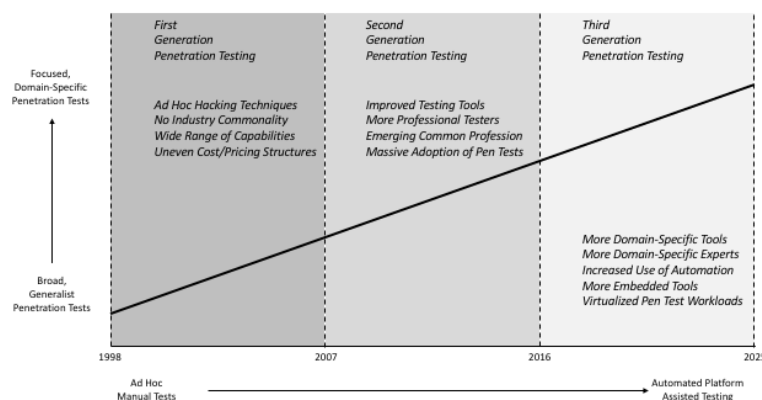 First
Generation
Penetration Testing
Second
Generation
Penetration Testing
Third
Generation
Penetration Testing
Focused,
Domain-Specific
Penetration Tests
Ad Hoc Hacking Techniques
No Industry Commonality
Wide Range of Capabilities
Uneven Cost/Pricing Structures
Improved Testing Tools
More Professional Testers
Emerging Common Profession
Massive Adoption of Pen Tests
More Domain-Specific Tools
More Domain-Specific Experts
Increased Use of Automation
More Embedded Tools
Virtualized Pen Test Workloads
Broad,
Generalist
Penetration Tests
1998
2007
2016
Ad Hoc
Manual Tests
Automated Platform
Assisted Testing